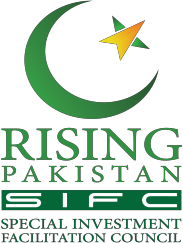 RISING
PAKISTAN
SIFC
SPECIAL INVESTMENT
FACILITATION COUNCIL